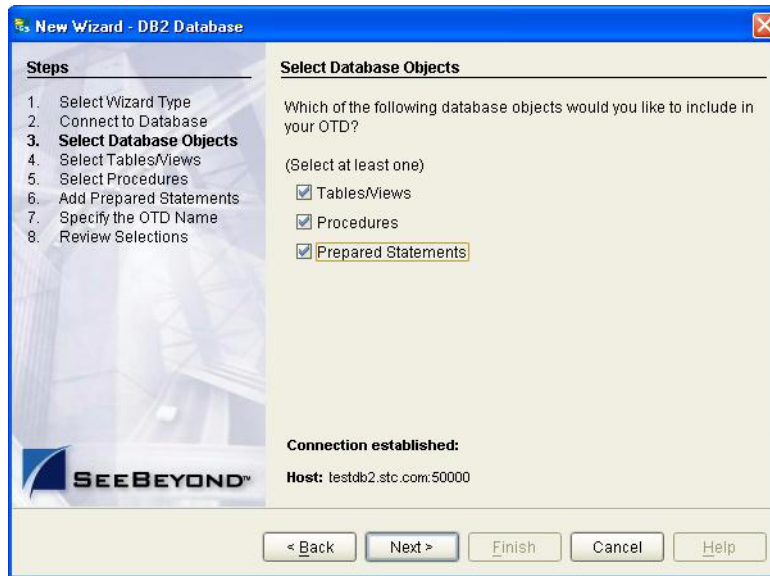 New Wizard - DB2 Database
Steps
1. Select Wizard Type
2. Connect to Database
3. Select Database Objects
4. Select Tables/Views
5. Select Procedures
6. Add Prepared Statements
7. Specify the OTD Name
8. Review Selections
SEEBEYOND™
Select Database Objects
Which of the following database objects would you like to include in
your OTD?
(Select at least one)
Tables/Views
Procedures
Prepared Statements
Connection established:
Host: testdb2.stc.com:50000
< Back
Next >
Finish
Cancel
Help